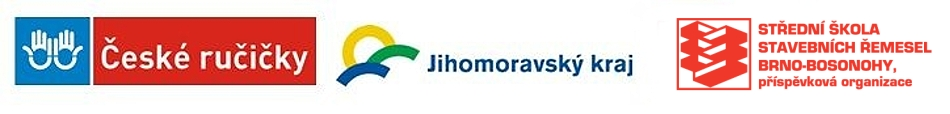 České ručičky
Jihomoravský kraj
STŘEDNÍ ŠKOLA
STAVEBNÍCH ŘEMESEL
BRNO-BOSONOHY,
příspěvková organizace